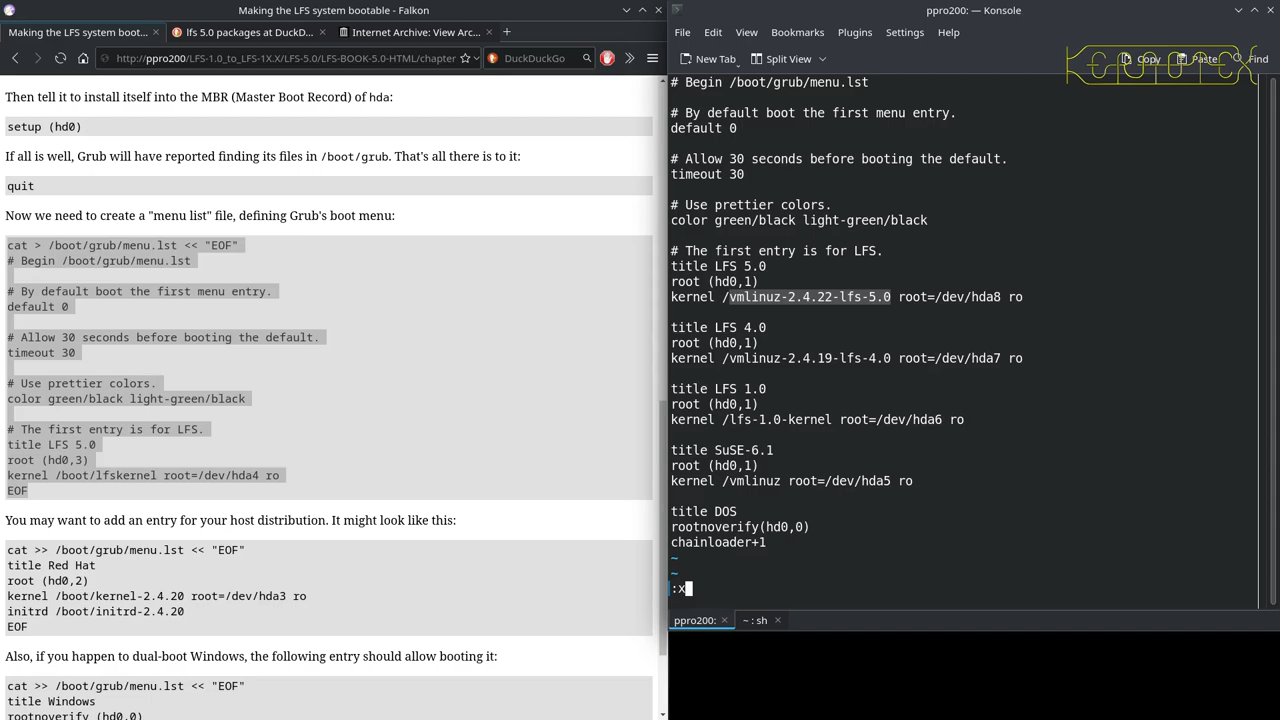 Making the LFS system bootable - Falkon
Making the LFS system boot...
lfs 5.0 packages at DuckD...
Internet Archive: View Arc...
http://ppro200/LFS-1.0_to_LFS-1X.X/LFS-5.0/LFS-BOOK-5.0-HTML/chapter
DuckDuckGo
Then tell it to install itself into the MBR (Master Boot Record) of hda:
setup (hd0)
If all is well, Grub will have reported finding its files in /boot/grub. That's all there is to it:
quit
Now we need to create a "menu list" file, defining Grub's boot menu:
cat > /boot/grub/menu.lst << "EOF"
# Begin /boot/grub/menu.lst
# By default boot the first menu entry.
default 0
# Allow 30 seconds before booting the default.
timeout 30
# Use prettier colors.
color green/black light-green/black
# The first entry is for LFS.
title LFS 5.0
root (hd0,3)
kernel /boot/lfskernel root=/dev/hda4 ro
EOF
You may want to add an entry for your host distribution. It might look like this:
cat >> /boot/grub/menu.lst << "EOF"
title Red Hat
root (hd0,2)
kernel /boot/kernel-2.4.20 root=/dev/hda3 ro
initrd /boot/initrd-2.4.20
EOF
Also, if you happen to dual-boot Windows, the following entry should allow booting it:
cat >> /boot/grub/menu.lst << "EOF"
title Windows
rootnoverify (hd0,0)
ppro200: — Konsole
File Edit View Bookmarks Plugins Settings Help
New Tab Split View Copy Paste Find
# Begin /boot/grub/menu.lst
# By default boot the first menu entry.
default 0
# Allow 30 seconds before booting the default.
timeout 30
# Use prettier colors.
color green/black light-green/black
# The first entry is for LFS.
title LFS 5.0
root (hd0,1)
kernel /vmlinuz-2.4.22-lfs-5.0 root=/dev/hda8 ro
title LFS 4.0
root (hd0,1)
kernel /vmlinuz-2.4.19-lfs-4.0 root=/dev/hda7 ro
title LFS 1.0
root (hd0,1)
kernel /lfs-1.0-kernel root=/dev/hda6 ro
title SuSE-6.1
root (hd0,1)
kernel /vmlinuz root=/dev/hda5 ro
title DOS
rootnoverify(hd0,0)
chainloader+1
~
~
:x
ppro200:
~ : sh